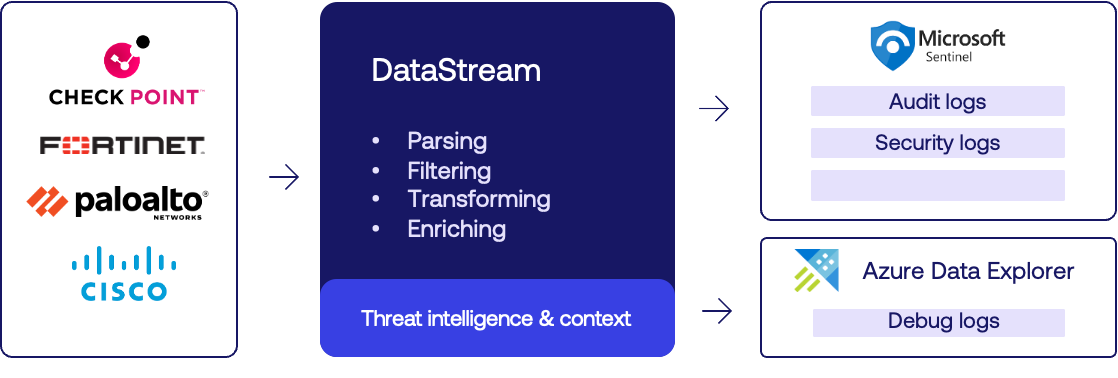 CHECK POINT™
FORTINET
paloalto®
NETWORKS
CISCO
DataStream
• Parsing
• Filtering
• Transforming
• Enriching
Threat intelligence & context
Microsoft
Sentinel
Audit logs
Security logs
Azure Data Explorer
Debug logs